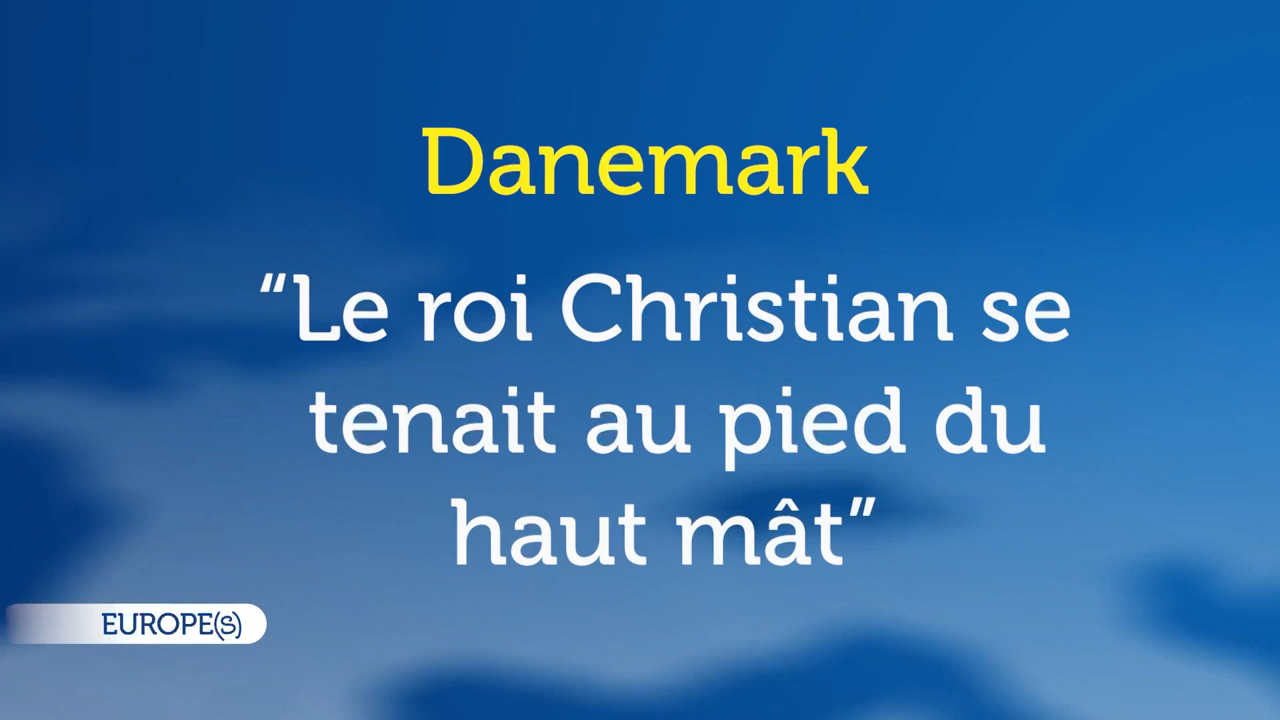 Danemark
“Le roi Christian se
tenait au pied du
haut mât”
EUROPE(S)